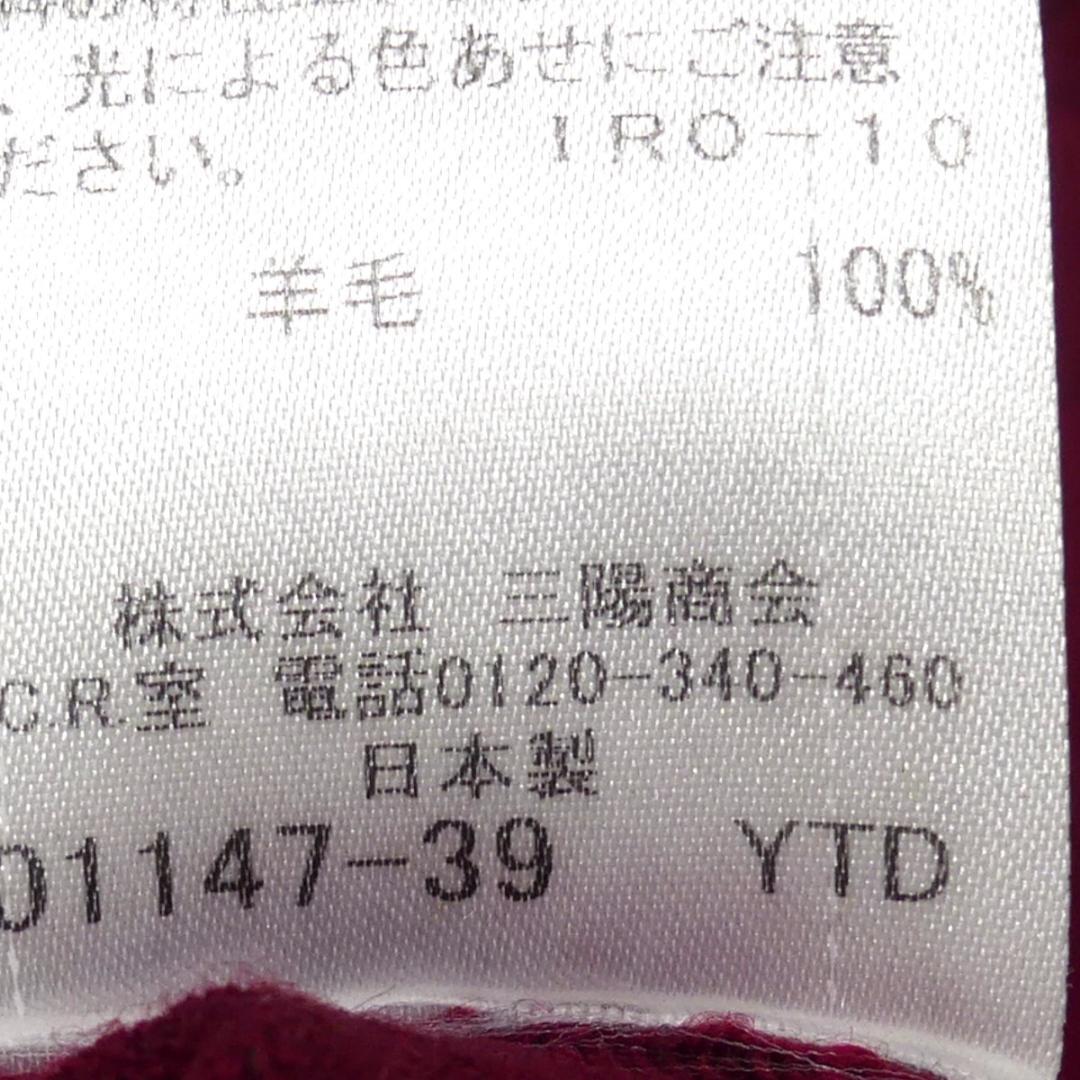 、光による色あせにご注意
ださい。 IRO-10
羊毛 100%
株式会社 三陽商会
C.R.室 電話0120-340-460
日本製
01147-39 YTD